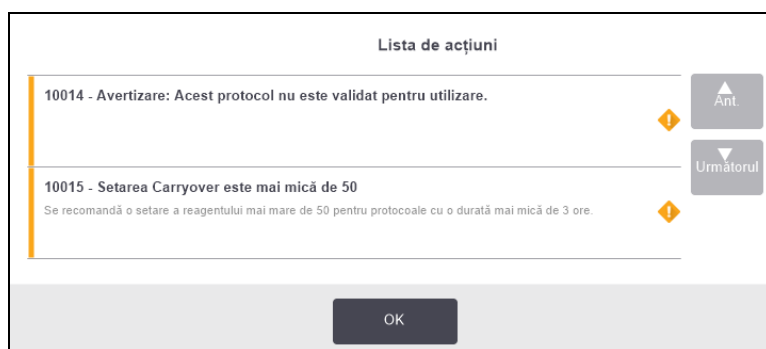 Lista de acțiuni
10014 - Avertizare: Acest protocol nu este validat pentru utilizare.
Ant.
Următorul
10015 - Setarea Carryover este mai mică de 50
Se recomandă o setare a reagentului mai mare de 50 pentru protocoale cu o durată mai mică de 3 ore.
OK